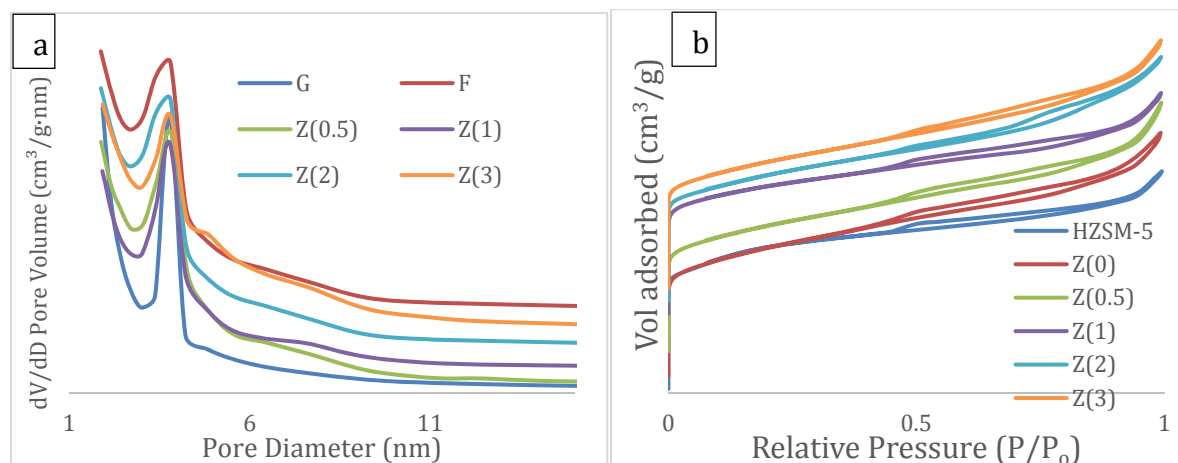 a
dV/dD Pore Volume (cm³/g·nm)
G
F
Z(0.5)
Z(1)
Z(2)
Z(3)
1
6
11
Pore Diameter (nm)
b
Vol adsorbed (cm³/g)
HZSM-5
Z(0)
Z(0.5)
Z(1)
Z(2)
Z(3)
0
0.5
1
Relative Pressure (P/Pₒ)